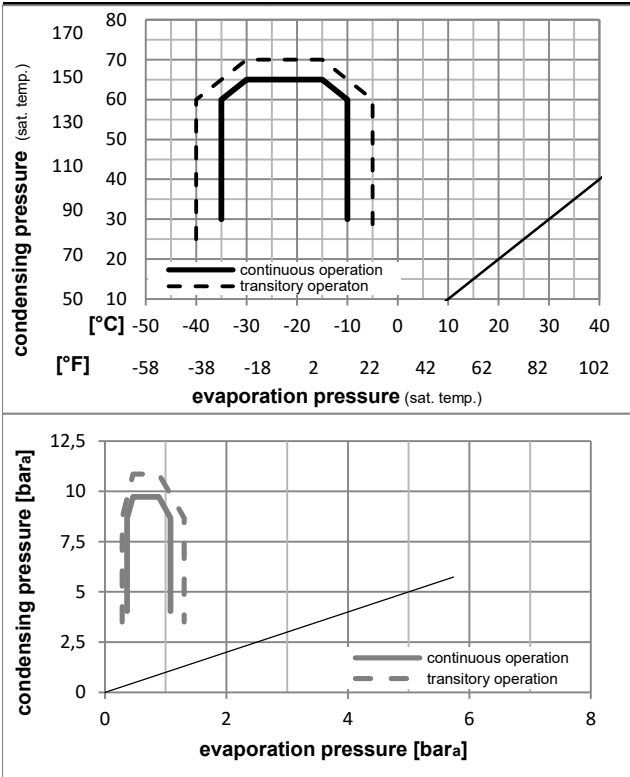 condensing pressure (sat. temp.)
170
150
130
110
90
70
50
80
70
60
50
40
30
20
10
continuous operation
transitory operaton
[°C] -50 -40 -30 -20 -10 0 10 20 30 40
[°F] -58 -38 -18 2 22 42 62 82 102
evaporation pressure (sat. temp.)
condensing pressure [bara]
12,5
10
7,5
5
2,5
0
continuous operation
transitory operation
0 2 4 6 8
evaporation pressure [bara]